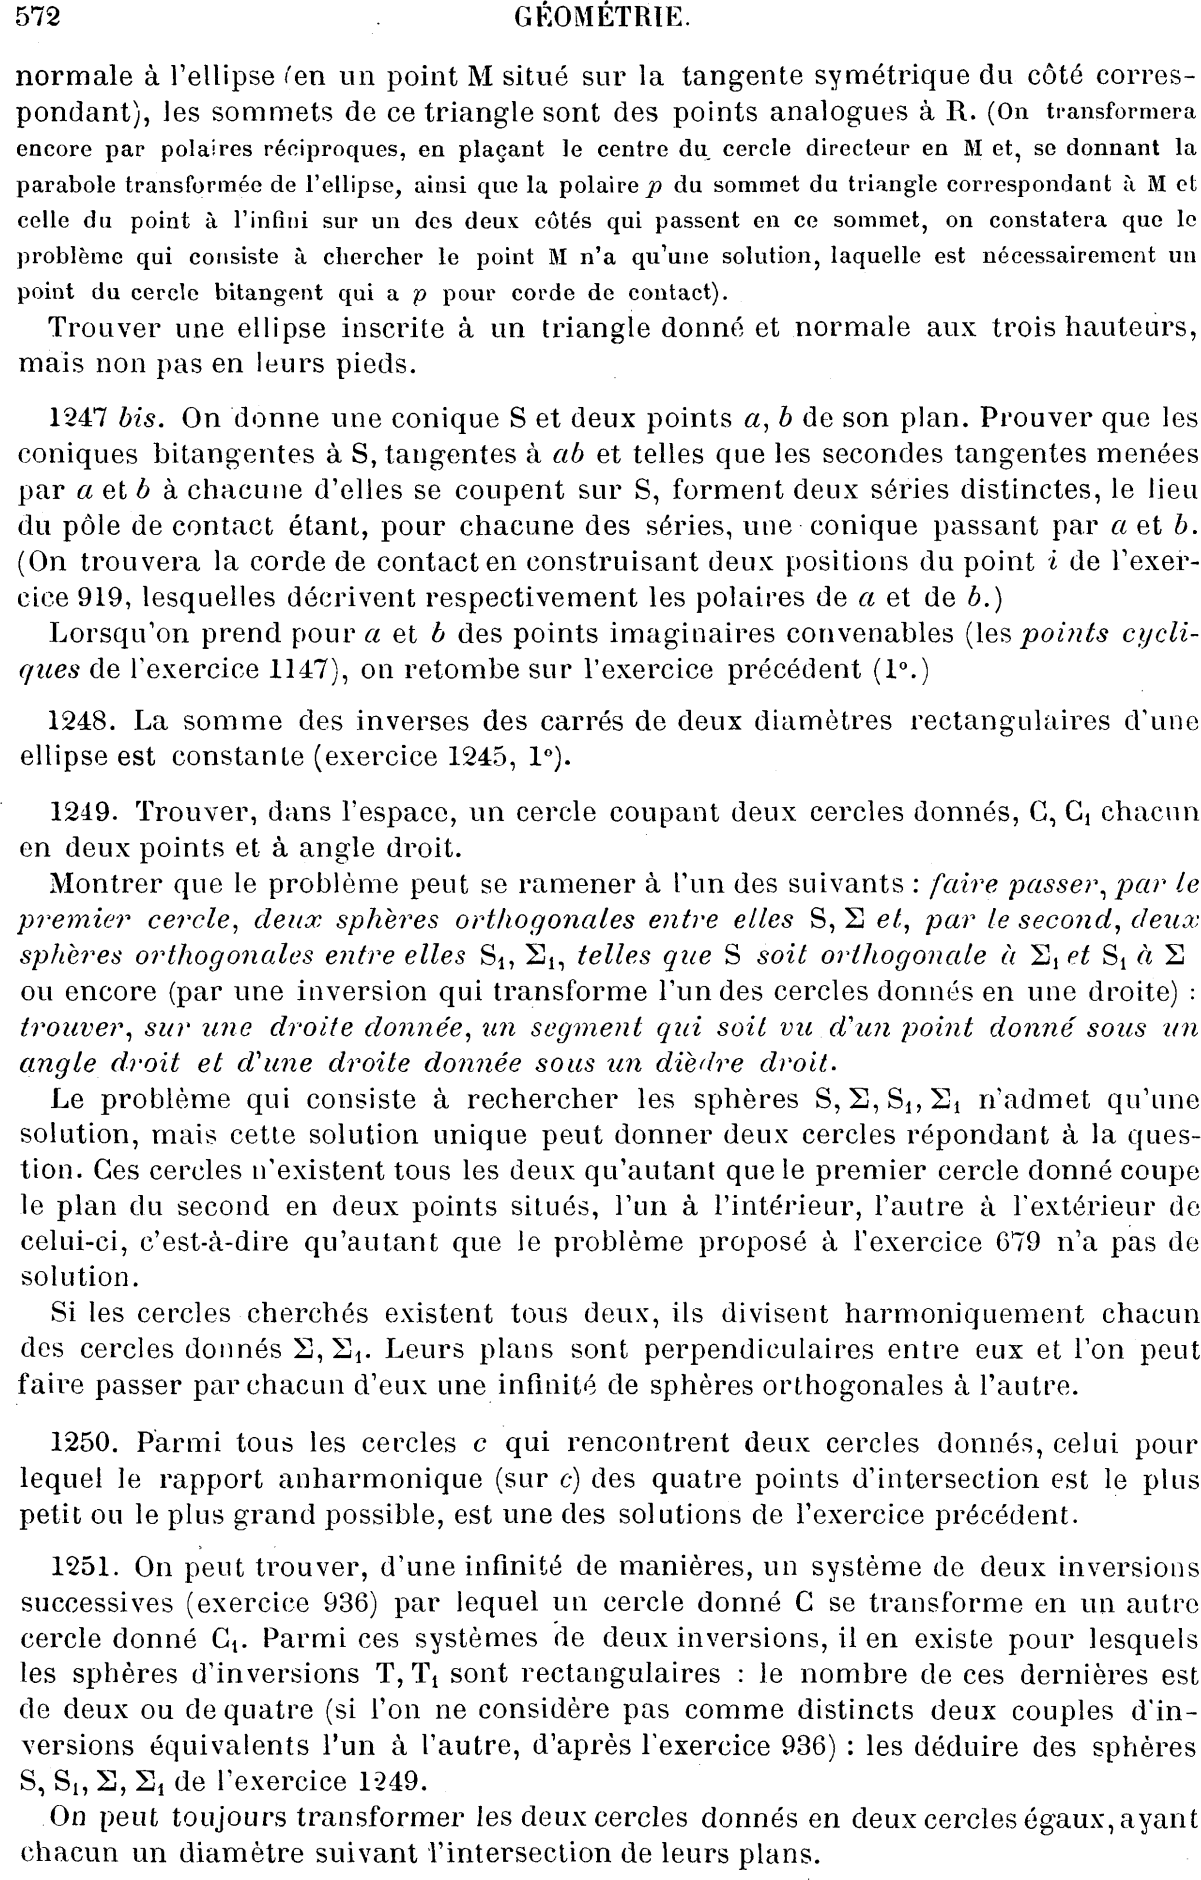 572 GÉOMÉTRIE.
normale à l'ellipse (en un point M situé sur la tangente symétrique du côté corres-
pondant), les sommets de ce triangle sont des points analogues à R. (On transformera
encore par polaires réciproques, en plaçant le centre du cercle directeur en M et, se donnant la
parabole transformée de l'ellipse, ainsi que la polaire p du sommet du triangle correspondant à M et
celle du point à l'infini sur un des deux côtés qui passent en ce sommet, on constatera que le
problème qui consiste à chercher le point M n'a qu'une solution, laquelle est nécessairement un
point du cercle bitangent qui a p pour corde de contact).
Trouver une ellipse inscrite à un triangle donné et normale aux trois hauteurs,
mais non pas en leurs pieds.
1247 bis. On donne une conique S et deux points a, b de son plan. Prouver que les
coniques bitangentes à S, tangentes à ab et telles que les secondes tangentes menées
par a et b à chacune d'elles se coupent sur S, forment deux séries distinctes, le lieu
du pôle de contact étant, pour chacune des séries, une conique passant par a et b.
(On trouvera la corde de contact en construisant deux positions du point i de l'exer-
cice 919, lesquelles décrivent respectivement les polaires de a et de b.)
Lorsqu'on prend pour a et b des points imaginaires convenables (les points cycli-
ques de l'exercice 1147), on retombe sur l'exercice précédent (1°.)
1248. La somme des inverses des carrés de deux diamètres rectangulaires d'une
ellipse est constante (exercice 1245, 1°).
1249. Trouver, dans l'espace, un cercle coupant deux cercles donnés, C, C₁ chacun
en deux points et à angle droit.
Montrer que le problème peut se ramener à l'un des suivants : faire passer, par le
premier cercle, deux sphères orthogonales entre elles S, Σ et, par le second, deux
sphères orthogonales entre elles S₁, Σ₁, telles que S soit orthogonale à Σ₁ et S₁ à Σ
ou encore (par une inversion qui transforme l'un des cercles donnés en une droite) :
trouver, sur une droite donnée, un segment qui soit vu d'un point donné sous un
angle droit et d'une droite donnée sous un dièdre droit.
Le problème qui consiste à rechercher les sphères S, Σ, S₁, Σ₁ n'admet qu'une
solution, mais cette solution unique peut donner deux cercles répondant à la ques-
tion. Ces cercles n'existent tous les deux qu'autant que le premier cercle donné coupe
le plan du second en deux points situés, l'un à l'intérieur, l'autre à l'extérieur de
celui-ci, c'est-à-dire qu'autant que le problème proposé à l'exercice 679 n'a pas de
solution.
Si les cercles cherchés existent tous deux, ils divisent harmoniquement chacun
des cercles donnés Σ, Σ₁. Leurs plans sont perpendiculaires entre eux et l'on peut
faire passer par chacun d'eux une infinité de sphères orthogonales à l'autre.
1250. Parmi tous les cercles c qui rencontrent deux cercles donnés, celui pour
lequel le rapport anharmonique (sur c) des quatre points d'intersection est le plus
petit ou le plus grand possible, est une des solutions de l'exercice précédent.
1251. On peut trouver, d'une infinité de manières, un système de deux inversions
successives (exercice 936) par lequel un cercle donné C se transforme en un autre
cercle donné C₁. Parmi ces systèmes de deux inversions, il en existe pour lesquels
les sphères d'inversions T, T₁ sont rectangulaires : le nombre de ces dernières est
de deux ou de quatre (si l'on ne considère pas comme distincts deux couples d'in-
versions équivalents l'un à l'autre, d'après l'exercice 936) : les déduire des sphères
S, S₁, Σ, Σ₁ de l'exercice 1249.
On peut toujours transformer les deux cercles donnés en deux cercles égaux, ayant
chacun un diamètre suivant l'intersection de leurs plans.